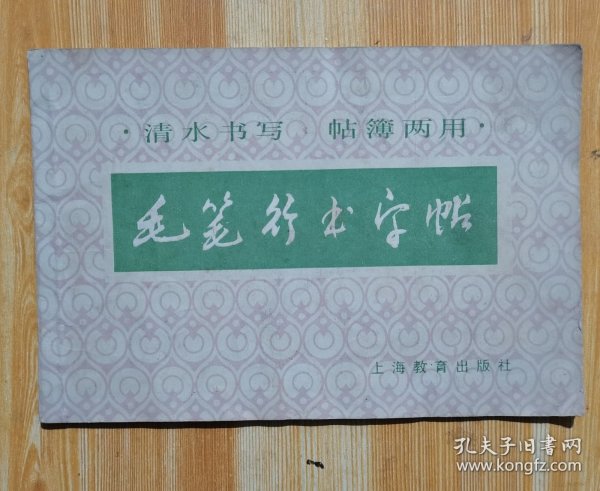 ·清水书写 帖簿两用·
毛笔行书字帖
上海教育出版社
孔夫子旧书网
www.kongfz.com